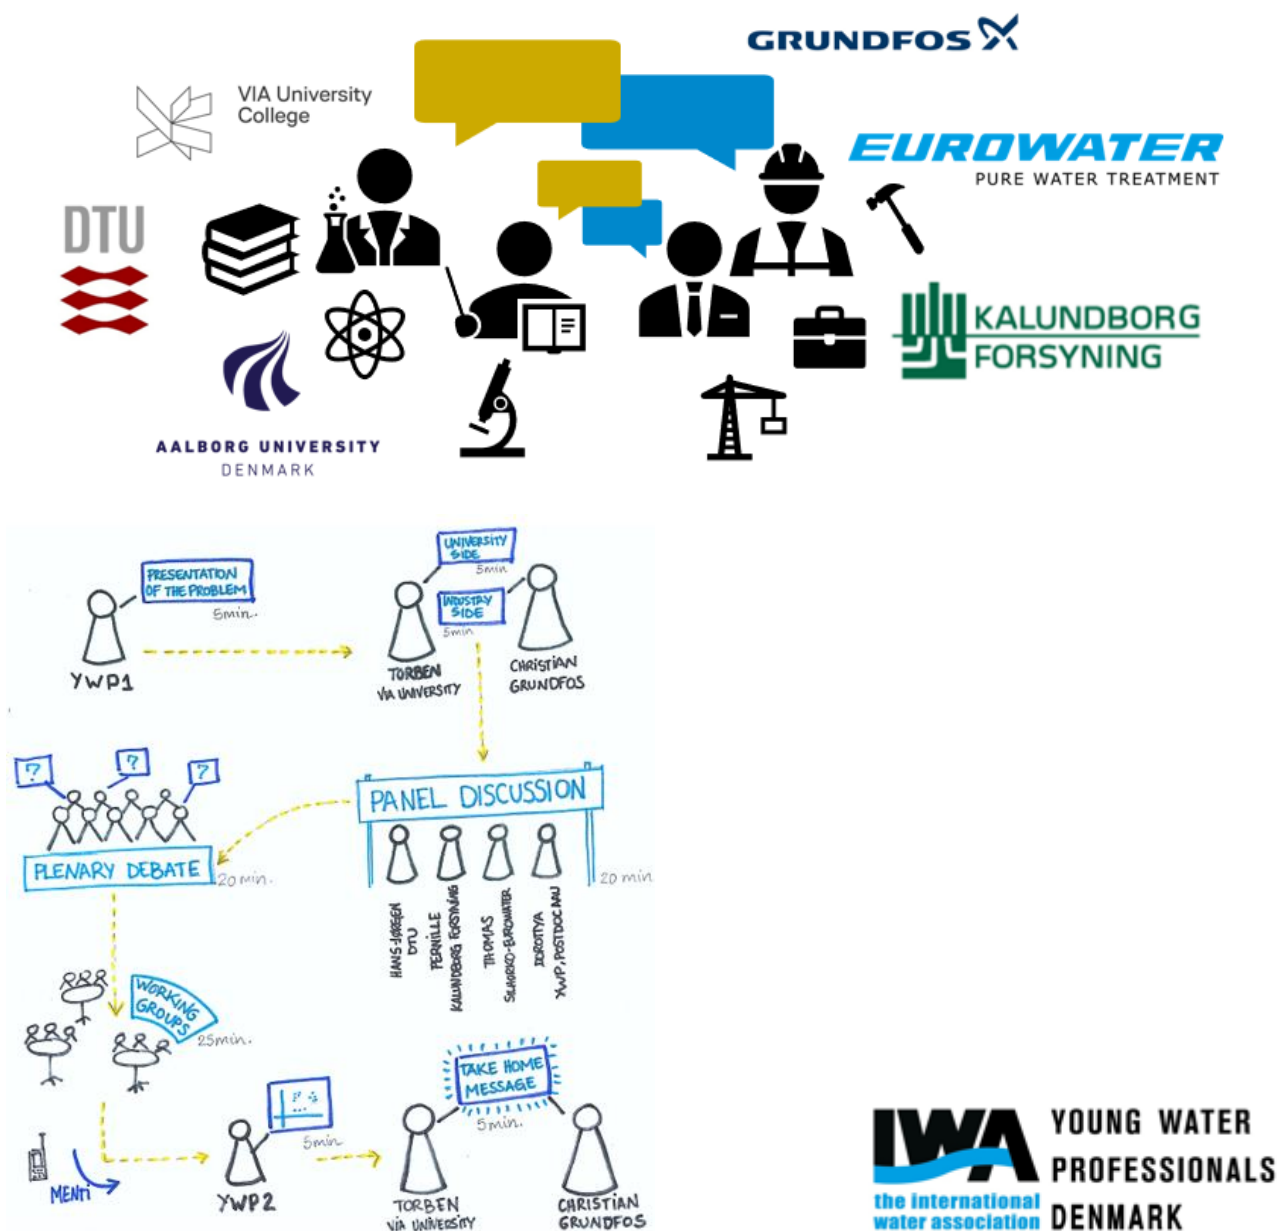 GRUNDFOS
VIA University
College
EUROWATER
PURE WATER TREATMENT
DTU
KALUNDBORG
FORSYNING
AALBORG UNIVERSITY
DENMARK
PRESENTATION
OF THE PROBLEM
5min.
YWP1
UNIVERSITY
SIDE
5min
INDUSTRY
SIDE
5min
TORBEN
VIA UNIVERSITY
CHRISTIAN
GRUNDFOS
PANEL DISCUSSION
20 min
HANS-JØRGEN
DTU
PERNILLE
KALUNDBORG FORSYNING
THOMAS
SILHORKO-EUROWATER
DOROTTYA
YWP, POSTDOC AAU
? ? ?
PLENARY DEBATE
20 min.
WORKING
GROUPS
25min.
MENTI
YWP2
5min
TAKE HOME
MESSAGE
5min.
TORBEN
VIA UNIVERSITY
CHRISTIAN
GRUNDFOS
IWA
the international
water association
YOUNG WATER
PROFESSIONALS
DENMARK